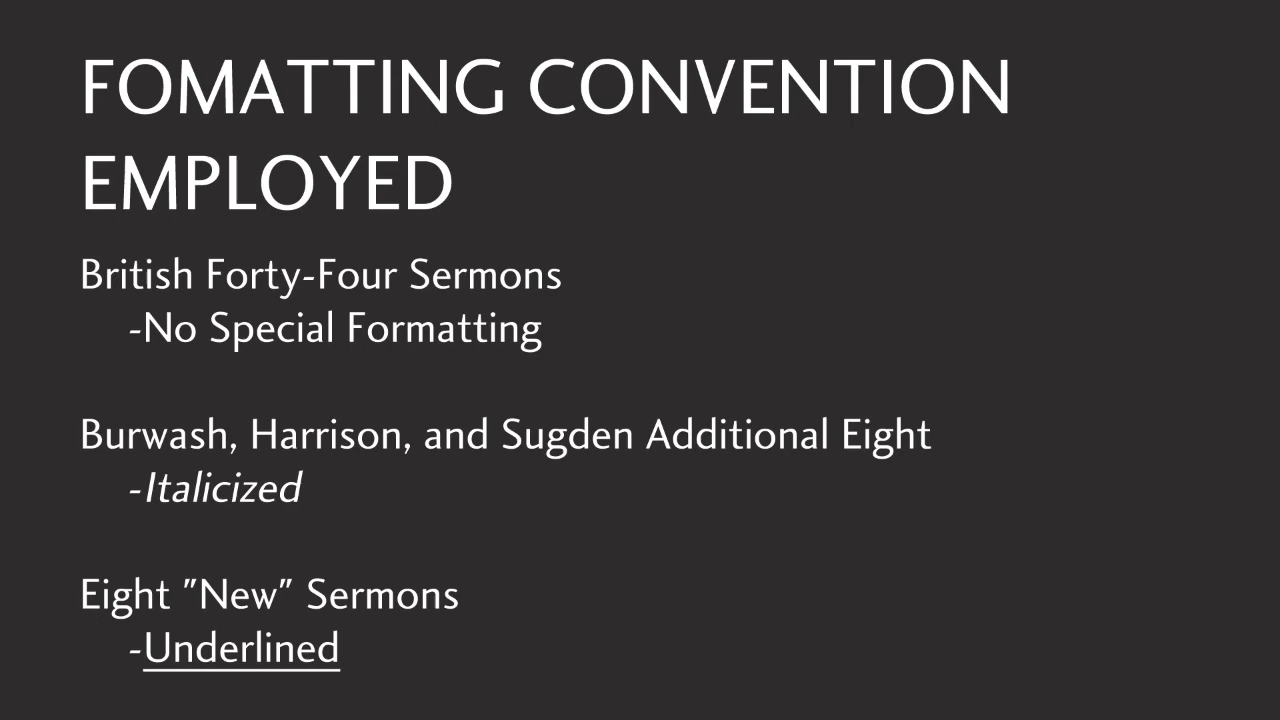 FOMATTING CONVENTION
EMPLOYED
British Forty-Four Sermons
-No Special Formatting
Burwash, Harrison, and Sugden Additional Eight
-Italicized
Eight "New" Sermons
-Underlined